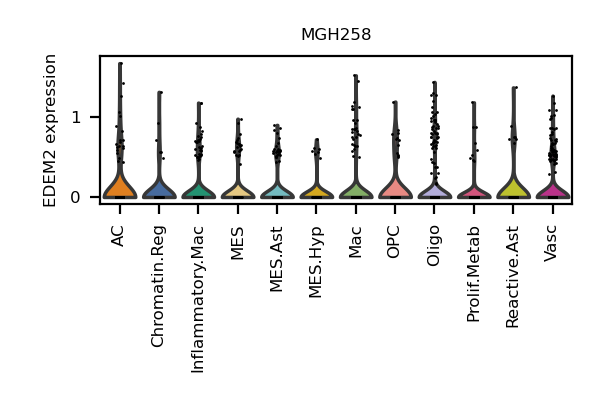 MGH258
EDEM2 expression
1
0
AC
Chromatin.Reg
Inflammatory.Mac
MES
MES.Ast
MES.Hyp
Mac
OPC
Oligo
Prolif.Metab
Reactive.Ast
Vasc